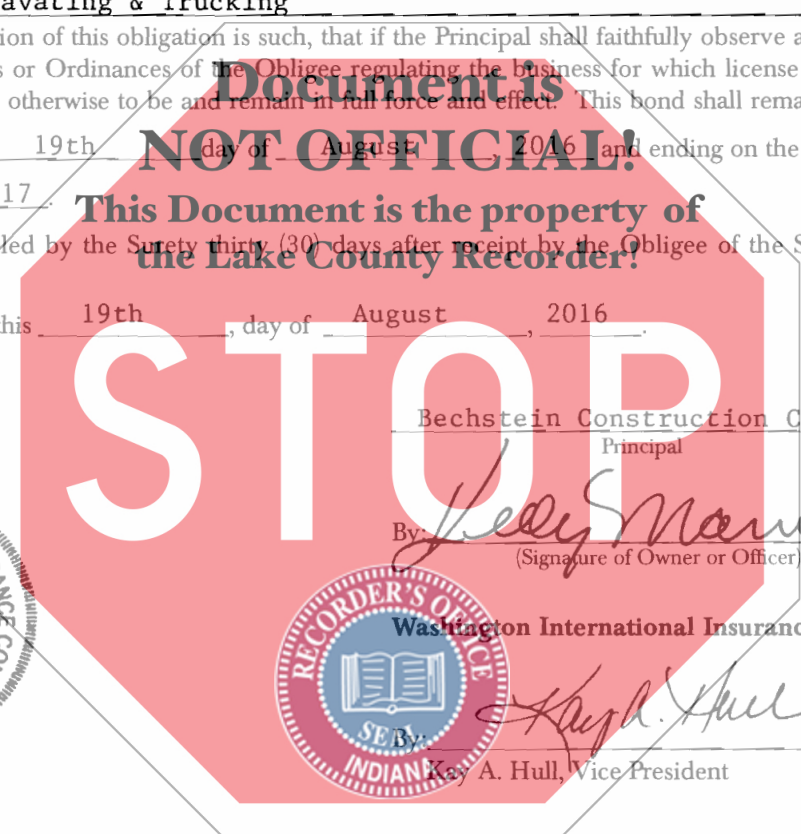 avating & Trucking
ion of this obligation is such, that if the Principal shall faithfully observe a
s or Ordinances of the Obligee regulating the business for which license
Document is
otherwise to be and remain in full force and effect. This bond shall rema
19th day of August, 2016 and ending on the
NOT OFFICIAL!
17.
This Document is the property of
led by the Surety thirty (30) days after receipt by the Obligee of the S
the Lake County Recorder!
this 19th, day of August, 2016.
STOP
Bechstein Construction C
Principal
By:
(Signature of Owner or Officer)
ANCE CO
RECORDER'S OFFICE
Washington International Insuranc
SEAL
By: Kay A. Hull
INDIANA
Kay A. Hull, Vice President